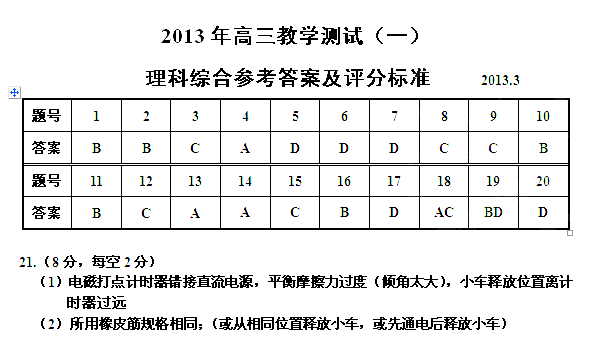 2013年高三教学测试（一）
理科综合参考答案及评分标准 2013.3
题号 1 2 3 4 5 6 7 8 9 10
答案 B B C A D D D C C B
题号 11 12 13 14 15 16 17 18 19 20
答案 B C A A C B D AC BD D
21.（8分，每空2分）
（1）电磁打点计时器错接直流电源，平衡摩擦力过度（倾角太大），小车释放位置离计
时器过远
（2）所用橡皮筋规格相同；（或从相同位置释放小车，或先通电后释放小车）